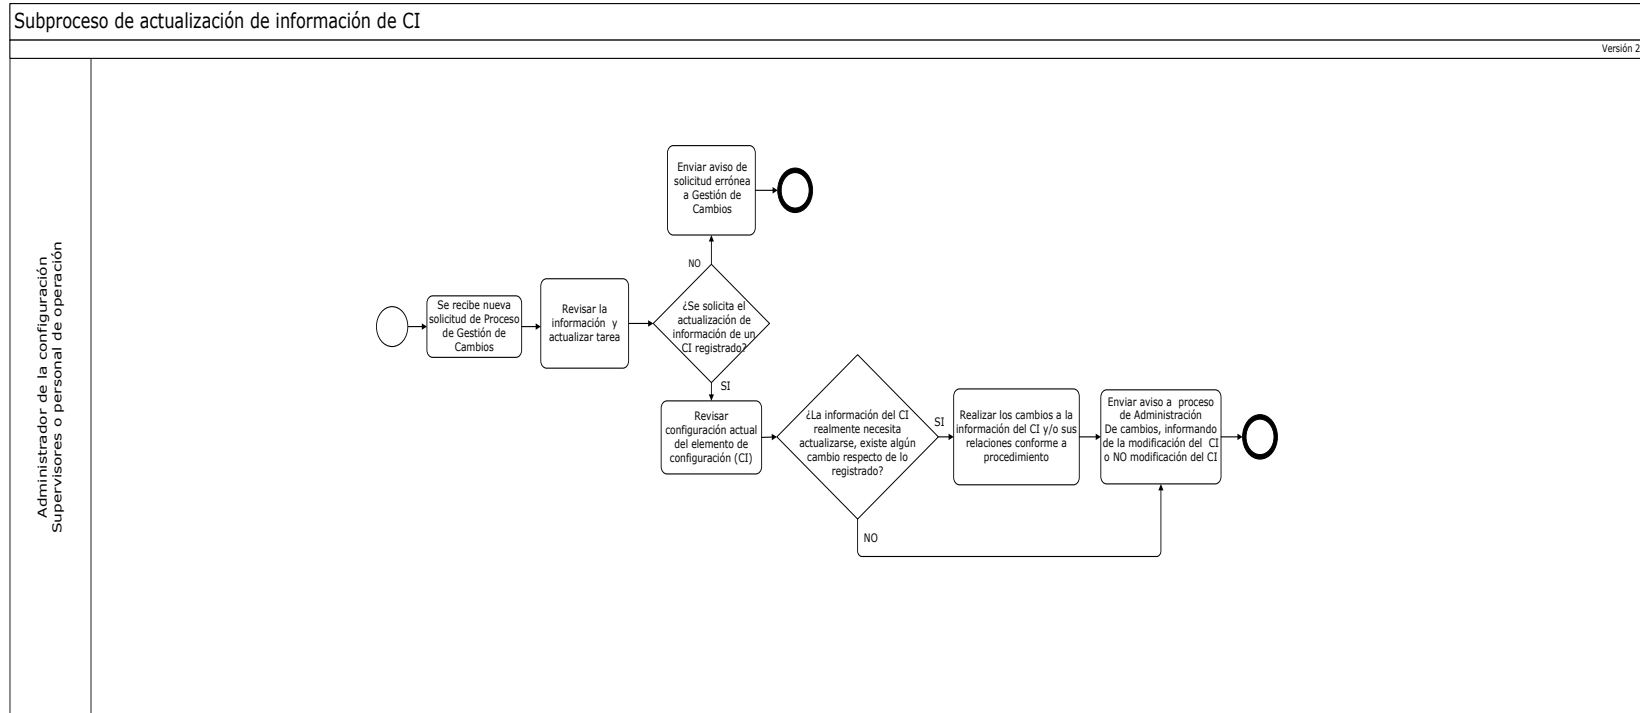 Subproceso de actualización de información de CI
Versión 2
Administrador de la configuración
Supervisores o personal de operación
Enviar aviso de
solicitud errónea
a Gestión de
Cambios
NO
Se recibe nueva
solicitud de Proceso
de Gestión de
Cambios
Revisar la
información y
actualizar tarea
¿Se solicita el
actualización de
información de un
CI registrado?
SI
Revisar
configuración actual
del elemento de
configuración (CI)
¿La información del CI
realmente necesita
actualizarse, existe algún
cambio respecto de lo
registrado?
SI
Realizar los cambios a la
información del CI y/o sus
relaciones conforme a
procedimiento
Enviar aviso a proceso
de Administración
De cambios, informando
de la modificación del CI
o NO modificación del CI
NO